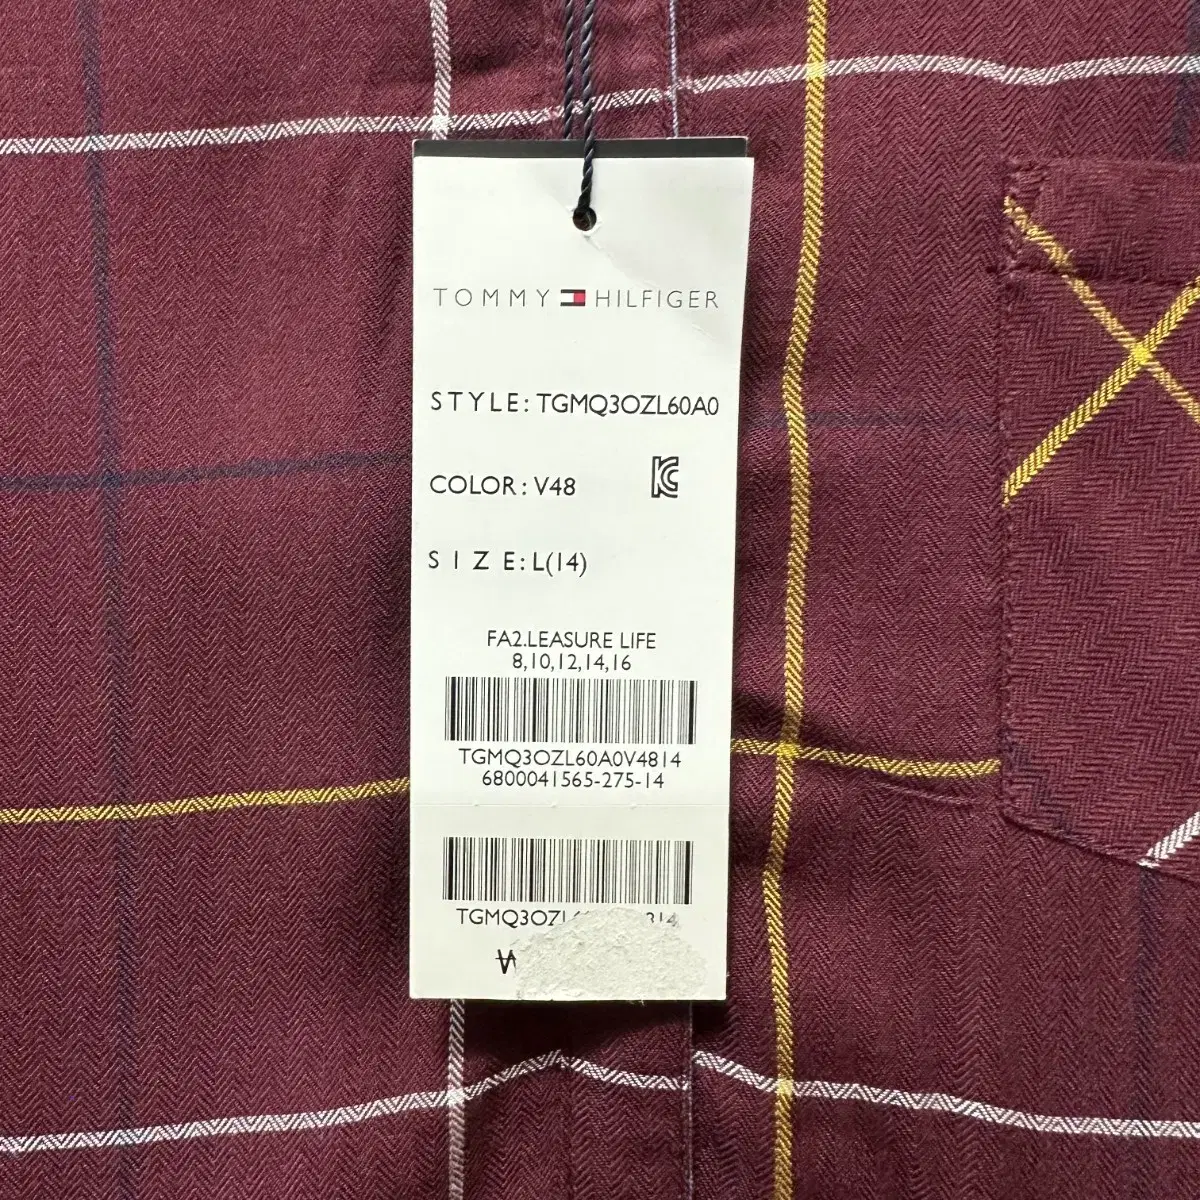 TOMMY HILFIGER
STYLE: TGMQ3OZL60A0
COLOR: V48
SIZE: L(14)
FA2.LEASURE LIFE
8,10,12,14,16
TGMQ3OZL60A0V4814
6800041565-275-14
₩